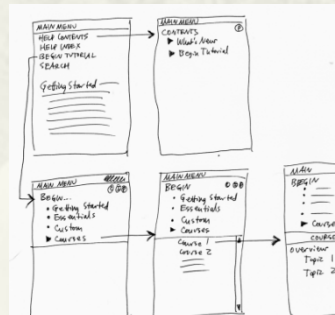 MAIN MENU
HELP CONTENTS
HELP INDEX
BEGIN TUTORIAL
SEARCH
Getting Started
MAIN MENU
CONTENTS
▶ What's New
▶ Begin Tutorial
MAIN MENU
BEGIN...
• Getting Started
• Essentials
• Custom
▶ Courses
MAIN MENU
BEGIN
• Getting Started
• Essentials
• Custom
▶ Courses
Course 1
Course 2
MAIN
BEGIN
▶ Course
COURSE
Overview
Topic 1
Topic 2